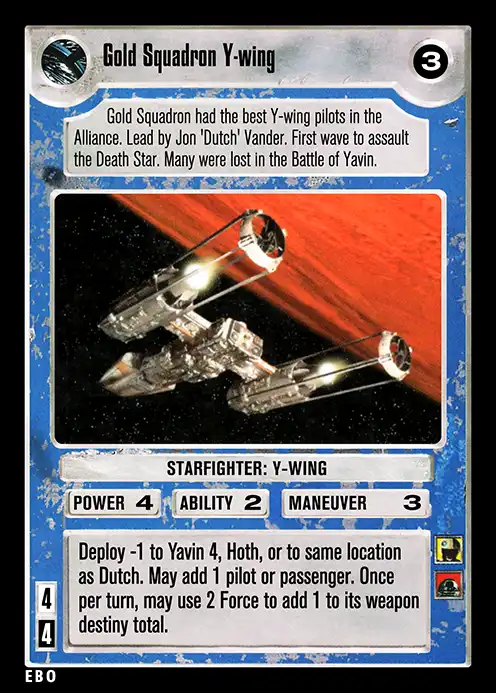 Gold Squadron Y-wing
3
Gold Squadron had the best Y-wing pilots in the
Alliance. Lead by Jon 'Dutch' Vander. First wave to assault
the Death Star. Many were lost in the Battle of Yavin.
STARFIGHTER: Y-WING
POWER 4 ABILITY 2 MANEUVER 3
Deploy -1 to Yavin 4, Hoth, or to same location
as Dutch. May add 1 pilot or passenger. Once
per turn, may use 2 Force to add 1 to its weapon
destiny total.
4
4
EBO